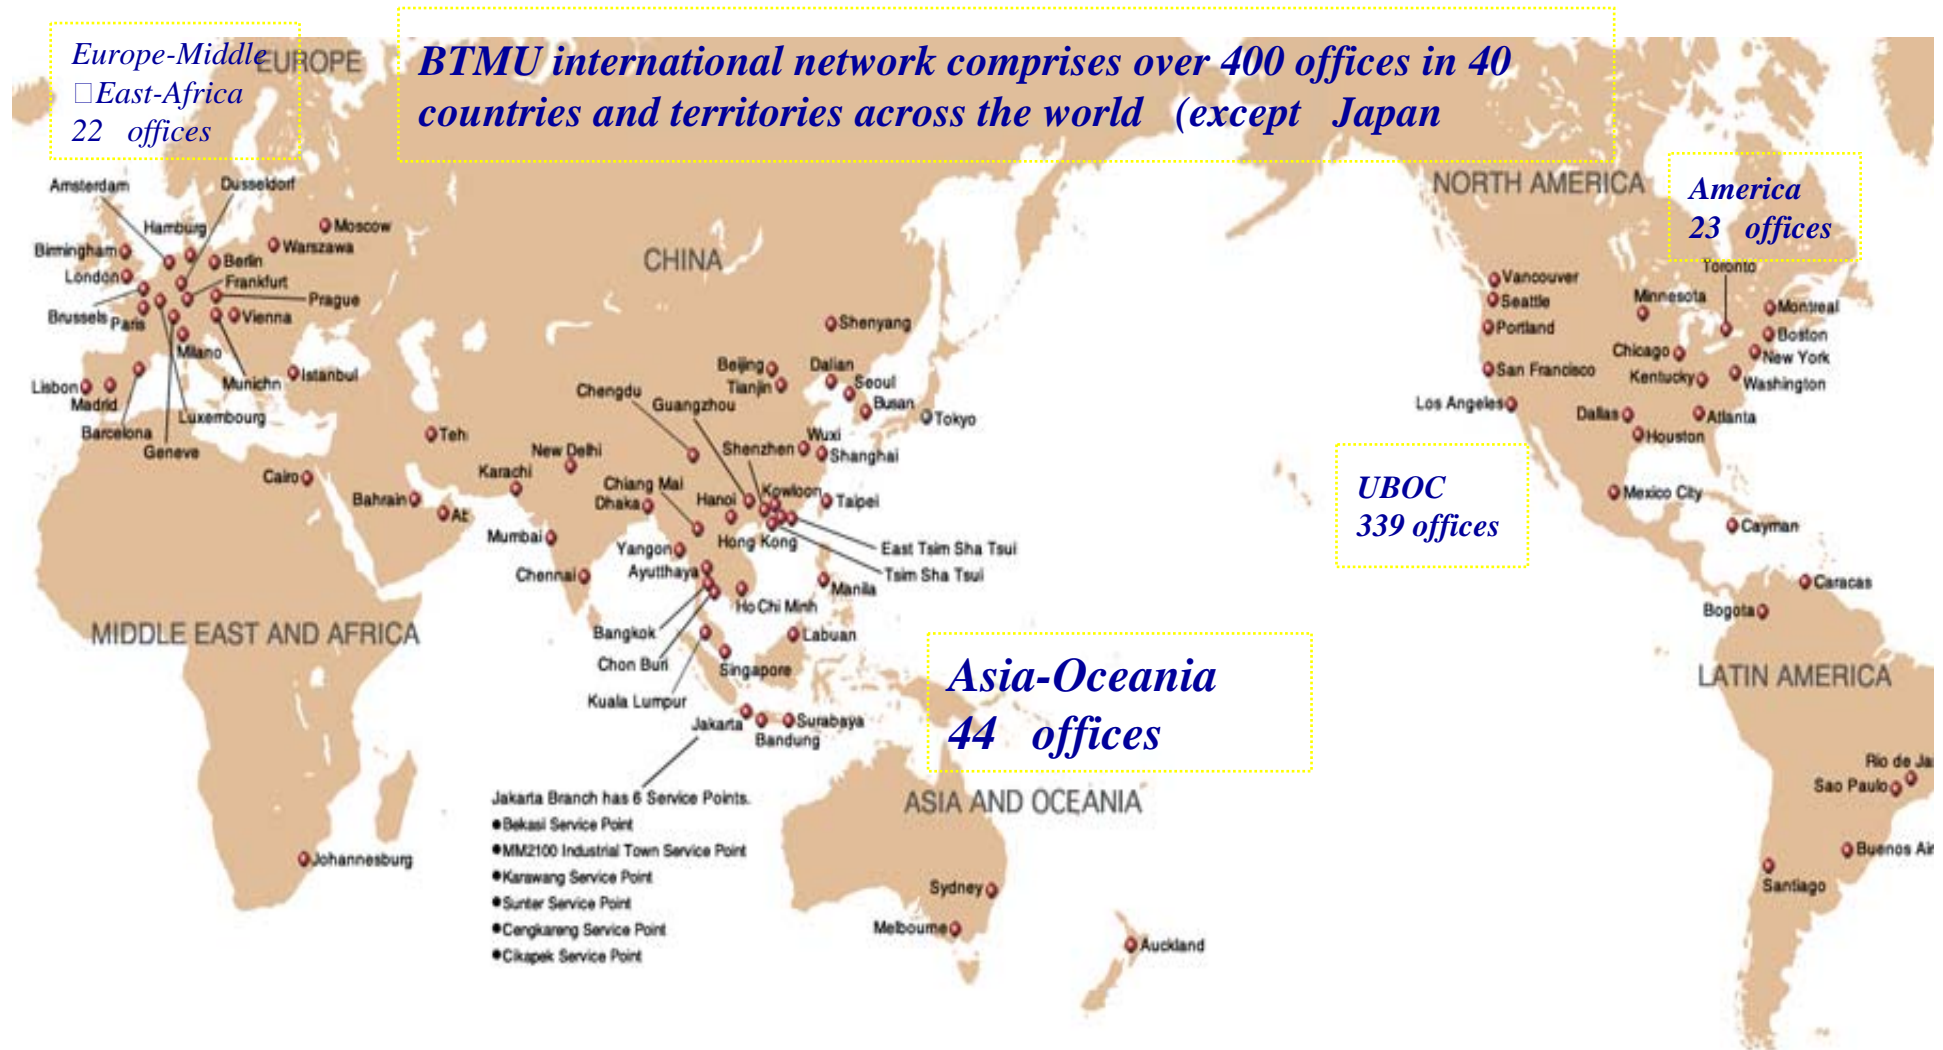 Europe-Middle
□East-Africa
22 offices
EUROPE
BTMU international network comprises over 400 offices in 40
countries and territories across the world (except Japan
NORTH AMERICA
America
23 offices
Amsterdam
Dusseldorf
Hamburg
Moscow
Warszawa
Birmingham
Berlin
London
Frankfurt
Prague
Brussels
Paris
Vienna
Milano
Munichn
Istanbul
Lisbon
Madrid
Luxembourg
Barcelona
Geneve
CHINA
Shenyang
Beijing
Dalian
Tianjin
Seoul
Chengdu
Guangzhou
Busan
Tokyo
Wuxi
Shenzhen
Shanghai
Teh
New Delhi
Karachi
Cairo
Bahrain
Ab
Chiang Mai
Dhaka
Hanoi
Kowloon
Taipei
Mumbai
Yangon
Hong Kong
East Tsim Sha Tsui
Chennai
Ayutthaya
Tsim Sha Tsui
Manila
Ho Chi Minh
Bangkok
Labuan
Chon Buri
Singapore
Kuala Lumpur
Jakarta
Surabaya
Bandung
MIDDLE EAST AND AFRICA
Johannesburg
Jakarta Branch has 6 Service Points.
●Bekasi Service Point
●MM2100 Industrial Town Service Point
●Karawang Service Point
●Sunter Service Point
●Cengkareng Service Point
●Cikapek Service Point
Asia-Oceania
44 offices
ASIA AND OCEANIA
Sydney
Melbourne
Auckland
Toronto
Vancouver
Seattle
Minnesota
Montreal
Portland
Boston
Chicago
New York
San Francisco
Kentucky
Washington
Los Angeles
Dallas
Atlanta
Houston
UBOC
339 offices
Mexico City
Cayman
Caracas
Bogota
LATIN AMERICA
Rio de Ja
Sao Paulo
Buenos Air
Santiago